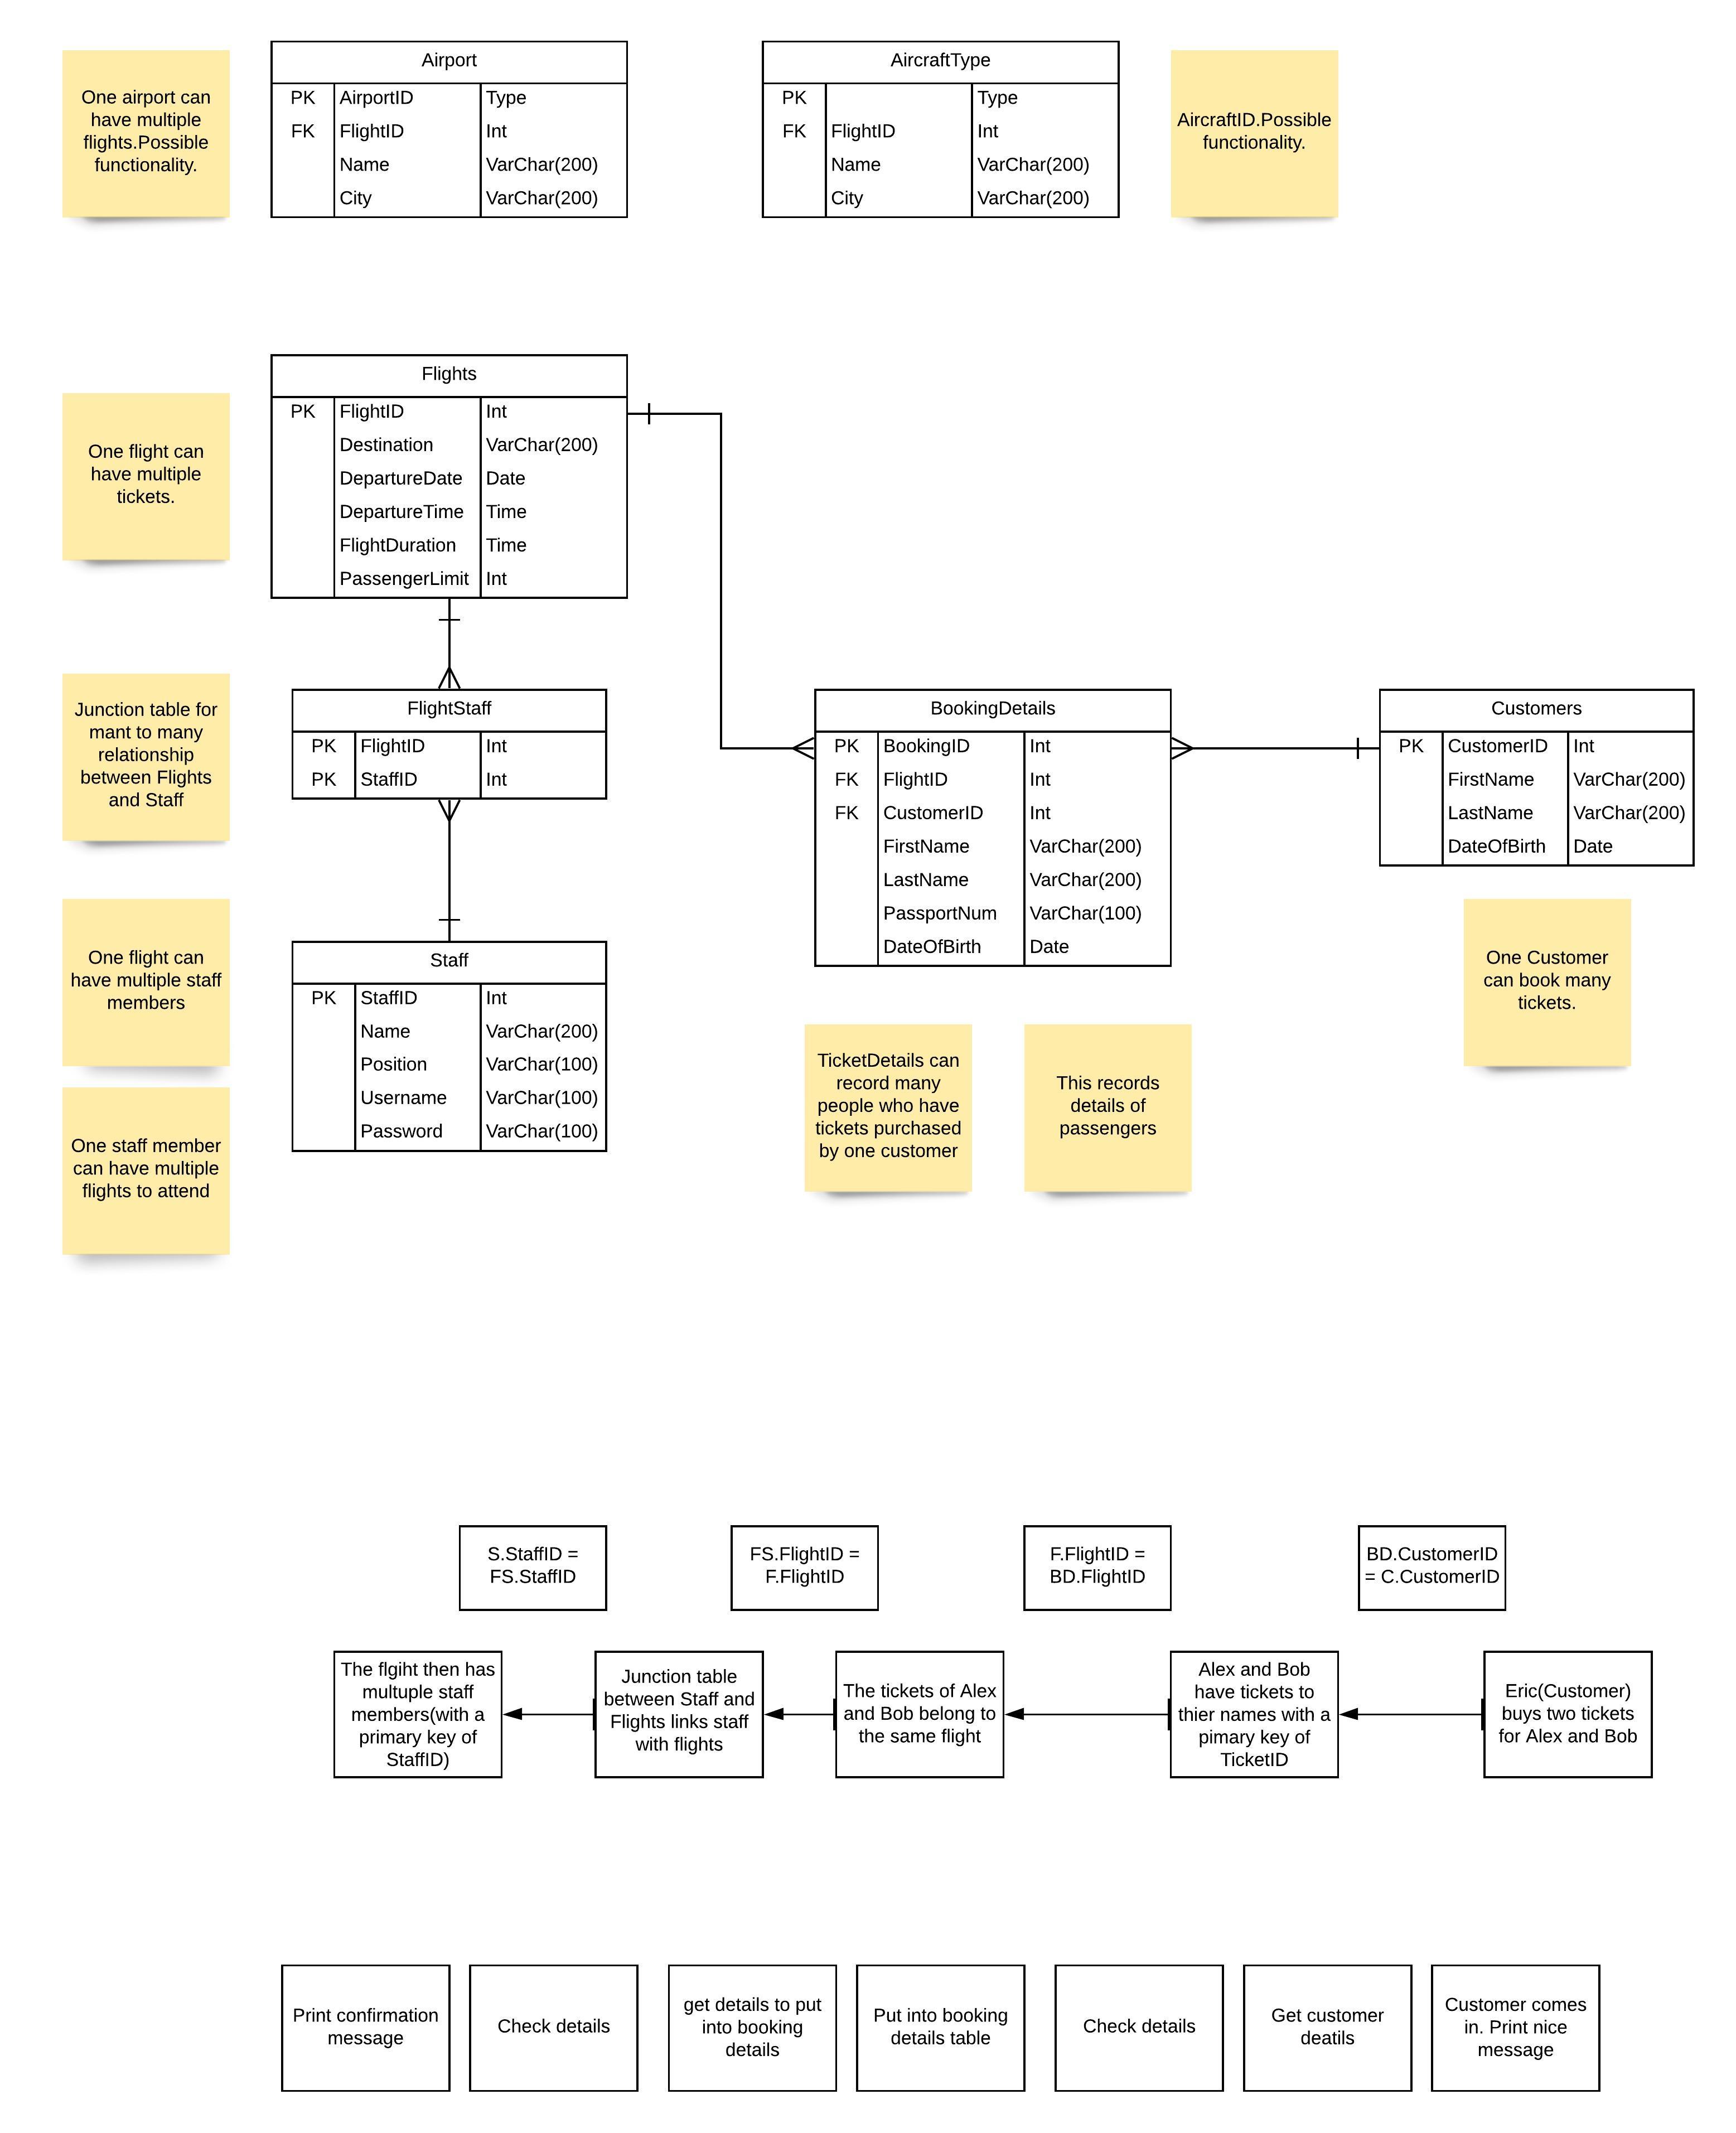 One airport can
have multiple
flights.Possible
functionality.
Airport
PK AirportID Type
FK FlightID Int
Name VarChar(200)
City VarChar(200)
AircraftType
PK Type
FK FlightID Int
Name VarChar(200)
City VarChar(200)
AircraftID.Possible
functionality.
One flight can
have multiple
tickets.
Flights
PK FlightID Int
Destination VarChar(200)
DepartureDate Date
DepartureTime Time
FlightDuration Time
PassengerLimit Int
Junction table for
mant to many
relationship
between Flights
and Staff
FlightStaff
PK FlightID Int
PK StaffID Int
BookingDetails
PK BookingID Int
FK FlightID Int
FK CustomerID Int
FirstName VarChar(200)
LastName VarChar(200)
PassportNum VarChar(100)
DateOfBirth Date
Customers
PK CustomerID Int
FirstName VarChar(200)
LastName VarChar(200)
DateOfBirth Date
One flight can
have multiple staff
members
Staff
PK StaffID Int
Name VarChar(200)
Position VarChar(100)
Username VarChar(100)
Password VarChar(100)
One Customer
can book many
tickets.
TicketDetails can
record many
people who have
tickets purchased
by one customer
This records
details of
passengers
One staff member
can have multiple
flights to attend
S.StaffID =
FS.StaffID
FS.FlightID =
F.FlightID
F.FlightID =
BD.FlightID
BD.CustomerID
= C.CustomerID
The flgiht then has
multuple staff
members(with a
primary key of
StaffID)
Junction table
between Staff and
Flights links staff
with flights
The tickets of Alex
and Bob belong to
the same flight
Alex and Bob
have tickets to
thier names with a
pimary key of
TicketID
Eric(Customer)
buys two tickets
for Alex and Bob
Print confirmation
message
Check details
get details to put
into booking
details
Put into booking
details table
Check details
Get customer
deatils
Customer comes
in. Print nice
message